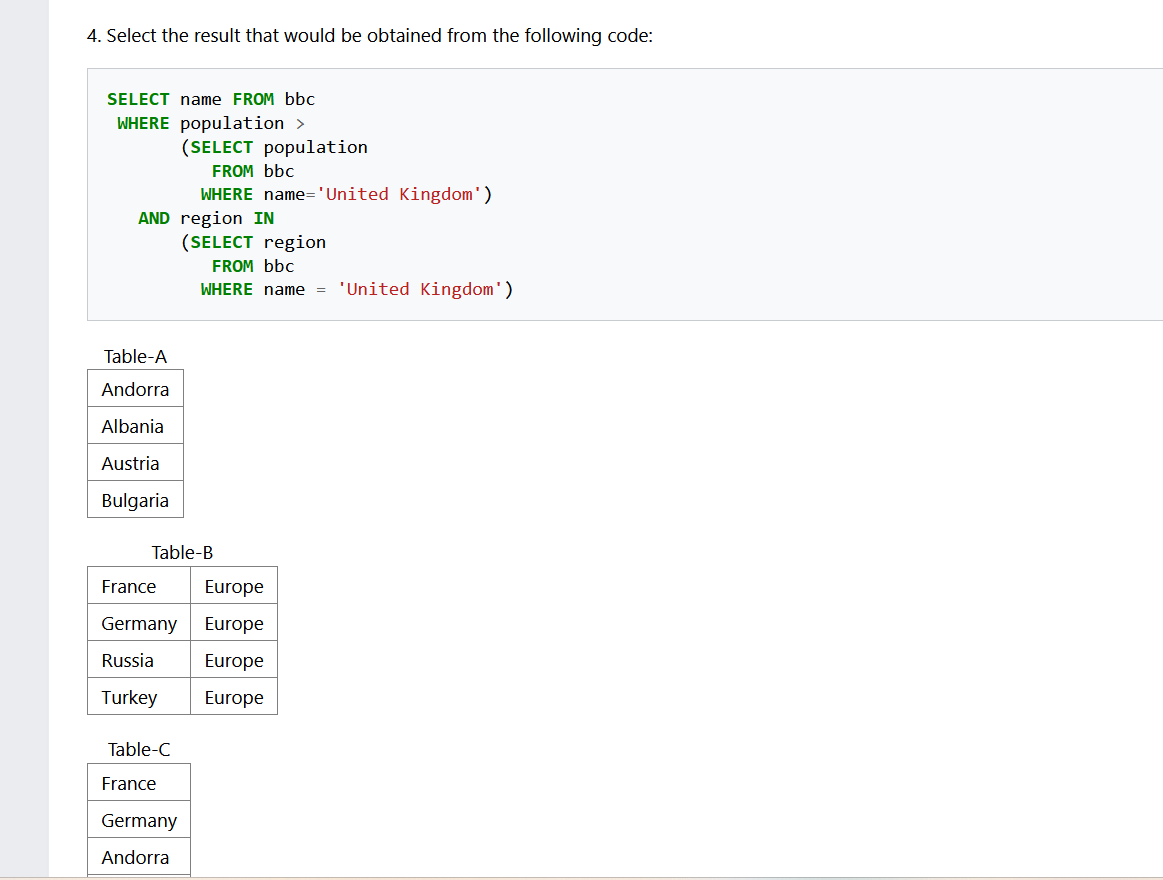 4. Select the result that would be obtained from the following code:
SELECT name FROM bbc
WHERE population >
(SELECT population
FROM bbc
WHERE name='United Kingdom')
AND region IN
(SELECT region
FROM bbc
WHERE name = 'United Kingdom')
Table-A
Andorra
Albania
Austria
Bulgaria
Table-B
France Europe
Germany Europe
Russia Europe
Turkey Europe
Table-C
France
Germany
Andorra